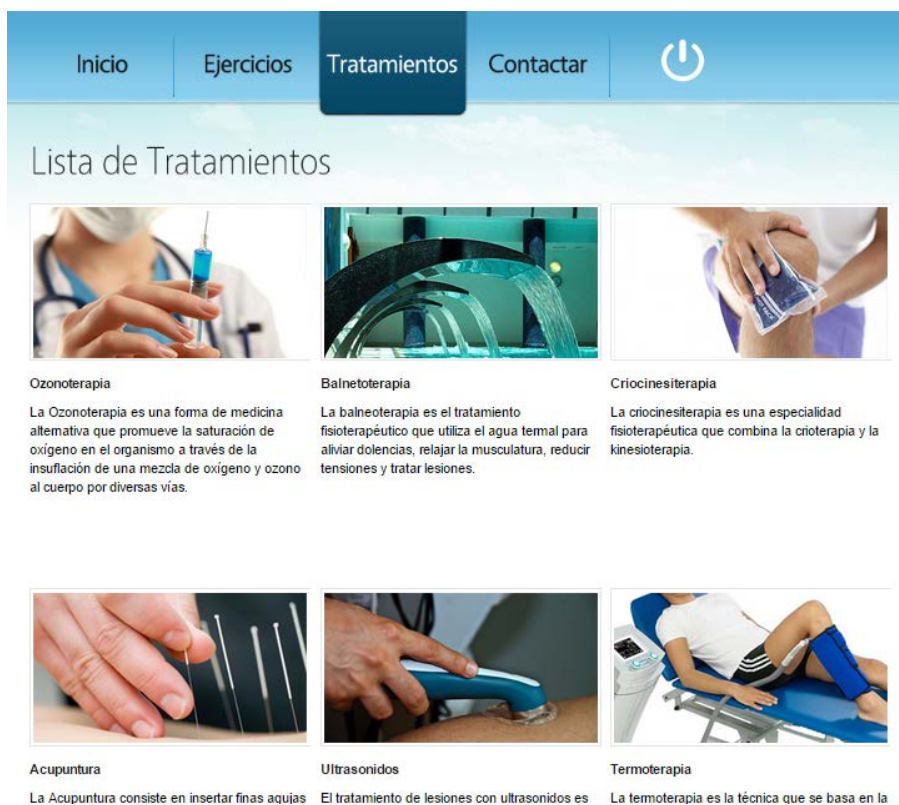 Inicio
Ejercicios
Tratamientos
Contactar
Lista de Tratamientos
Ozonoterapia
La Ozonoterapia es una forma de medicina
alternativa que promueve la saturación de
oxígeno en el organismo a través de la
insuflación de una mezcla de oxígeno y ozono
al cuerpo por diversas vías.
Balnetoterapia
La balneoterapia es el tratamiento
fisioterapéutico que utiliza el agua termal para
aliviar dolencias, relajar la musculatura, reducir
tensiones y tratar lesiones.
Criocinesiterapia
La criocinesiterapia es una especialidad
fisioterapéutica que combina la crioterapia y la
kinesioterapia.
Acupuntura
La Acupuntura consiste en insertar finas agujas
Ultrasonidos
El tratamiento de lesiones con ultrasonidos es
Termoterapia
La termoterapia es la técnica que se basa en la